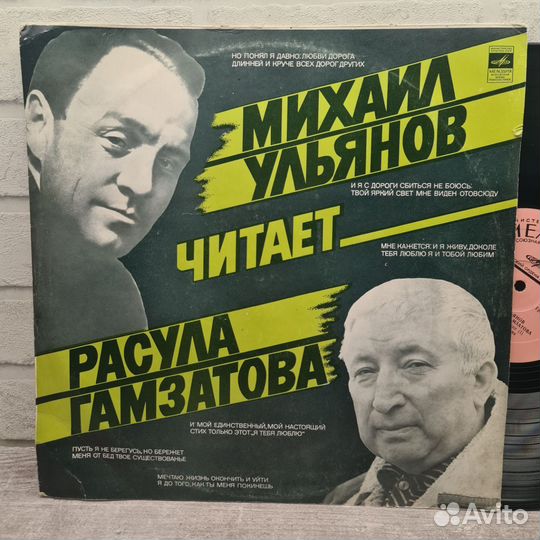 НО ПОНЯЛ Я ДАВНО: ЛЮБВИ ДОРОГА
ДЛИННЕЙ И КРУЧЕ ВСЕХ ДОРОГ ДРУГИХ
МИХАИЛ
УЛЬЯНОВ
И Я С ДОРОГИ СБИТЬСЯ НЕ БОЮСЬ:
ТВОЙ ЯРКИЙ СВЕТ МНЕ ВИДЕН ОТОВСЮДУ
ЧИТАЕТ
МНЕ КАЖЕТСЯ: И Я ЖИВУ, ДОКОЛЕ
ТЕБЯ ЛЮБЛЮ Я И ТОБОЙ ЛЮБИМ
РАСУЛА
ГАМЗАТОВА
И МОЙ ЕДИНСТВЕННЫЙ, МОЙ НАСТОЯЩИЙ
СТИХ ТОЛЬКО ЭТОТ „Я ТЕБЯ ЛЮБЛЮ"
ПУСТЬ Я НЕ БЕРЕГУСЬ, НО БЕРЕЖЕТ
МЕНЯ ОТ БЕД ТВОЕ СУЩЕСТВОВАНЬЕ
МЕЧТАЮ ЖИЗНЬ ОКОНЧИТЬ И УЙТИ
Я ДО ТОГО, КАК ТЫ МЕНЯ ПОКИНЕШЬ
Avito